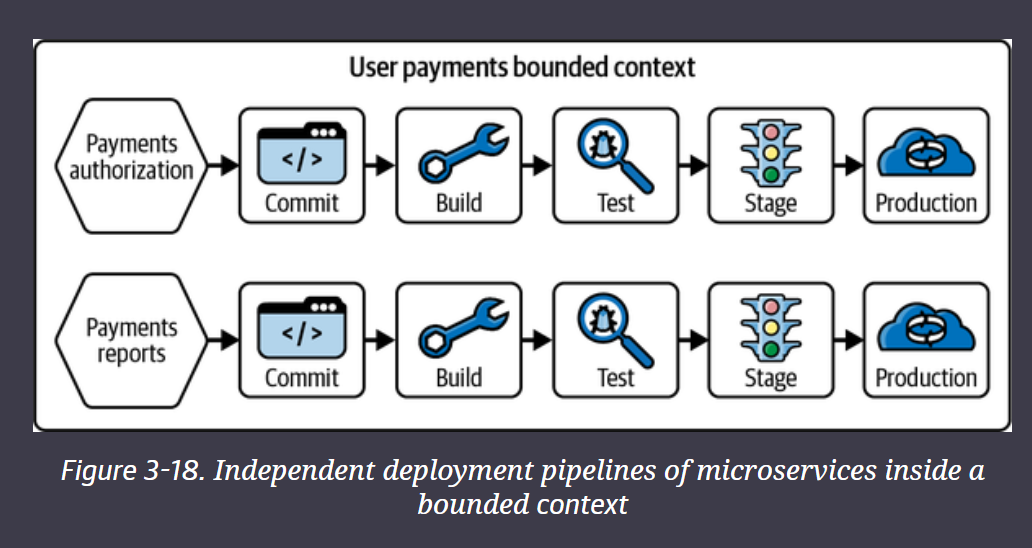 User payments bounded context
Payments
authorization
</>
Commit
Build
Test
Stage
Production
Payments
reports
</>
Commit
Build
Test
Stage
Production
Figure 3-18. Independent deployment pipelines of microservices inside a
bounded context